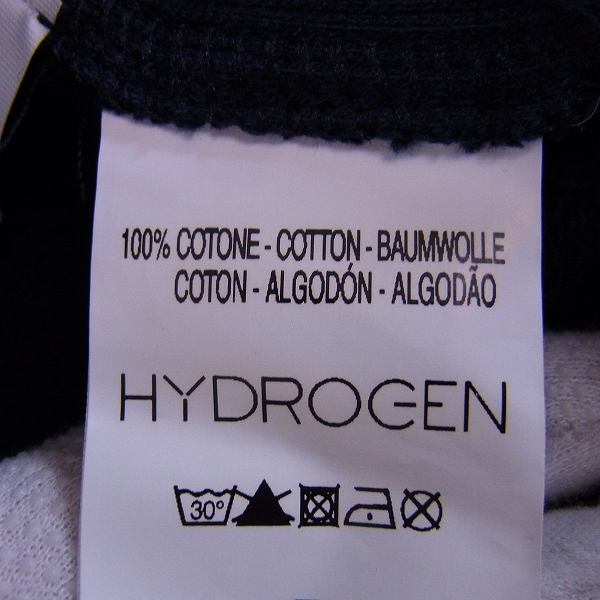 100% COTONE - COTTON - BAUMWOLLE
COTON - ALGODÓN - ALGODÃO
HYDROGEN
30°